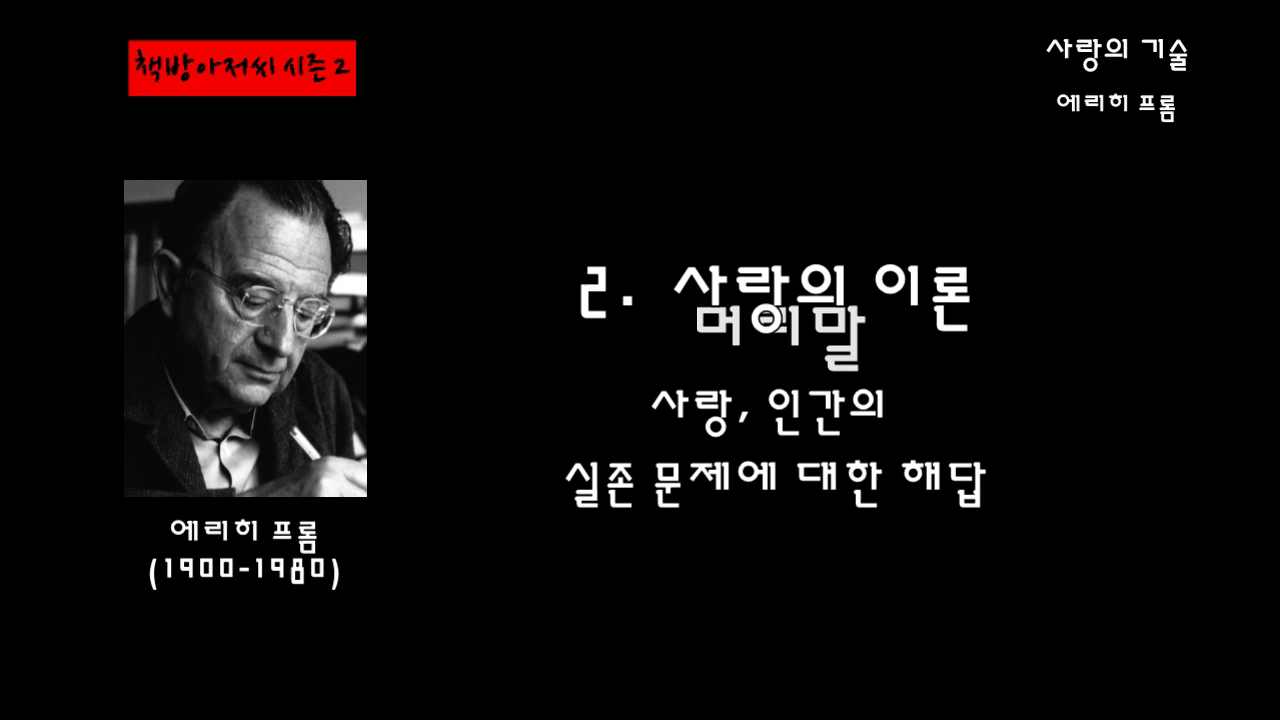 책방아저씨 시즌 2
사랑의 기술
에리히 프롬
2. 사랑의 이론
머리말
사랑, 인간의
실존 문제에 대한 해답
에리히 프롬
(1900-1980)